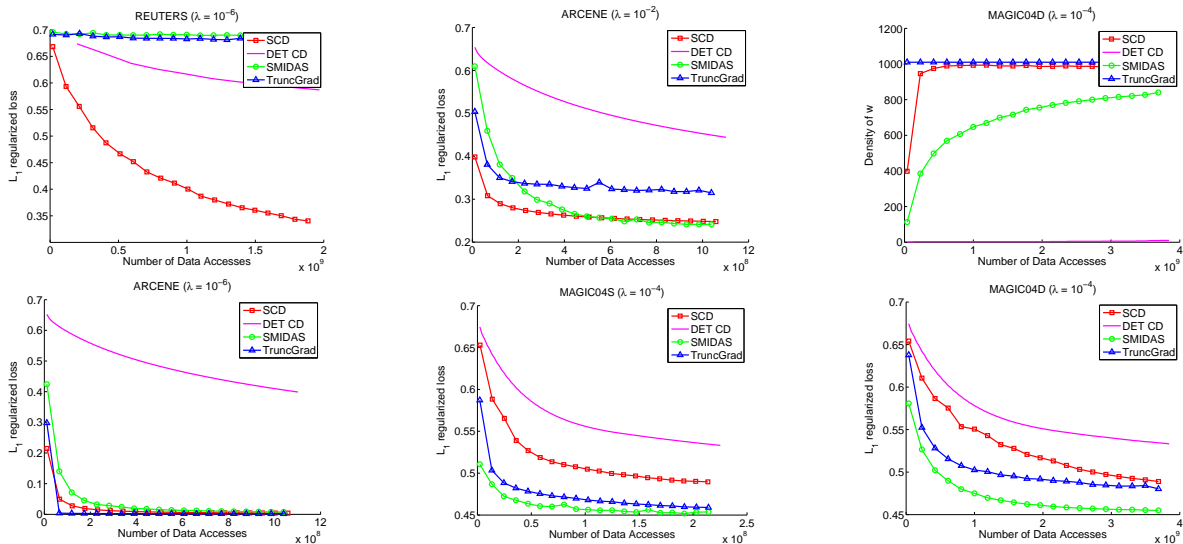 REUTERS (λ = 10⁻⁶)
L₁ regularized loss
0.7
0.65
0.6
0.55
0.5
0.45
0.4
0.35
0 0.5 1 1.5 2
Number of Data Accesses
x 10⁹
SCD
DET CD
SMIDAS
TruncGrad
ARCENE (λ = 10⁻²)
L₁ regularized loss
0.7
0.6
0.5
0.4
0.3
0.2
0 2 4 6 8 10 12
Number of Data Accesses
x 10⁸
SCD
DET CD
SMIDAS
TruncGrad
MAGIC04D (λ = 10⁻⁴)
Density of w
1200
1000
800
600
400
200
0
0 1 2 3 4
Number of Data Accesses
x 10⁹
SCD
DET CD
SMIDAS
TruncGrad
ARCENE (λ = 10⁻⁶)
L₁ regularized loss
0.7
0.6
0.5
0.4
0.3
0.2
0.1
0
0 2 4 6 8 10 12
Number of Data Accesses
x 10⁸
SCD
DET CD
SMIDAS
TruncGrad
MAGIC04S (λ = 10⁻⁴)
L₁ regularized loss
0.7
0.65
0.6
0.55
0.5
0.45
0 0.5 1 1.5 2 2.5
Number of Data Accesses
x 10⁸
SCD
DET CD
SMIDAS
TruncGrad
MAGIC04D (λ = 10⁻⁴)
L₁ regularized loss
0.7
0.65
0.6
0.55
0.5
0.45
0 1 2 3 4
Number of Data Accesses
x 10⁹
SCD
DET CD
SMIDAS
TruncGrad